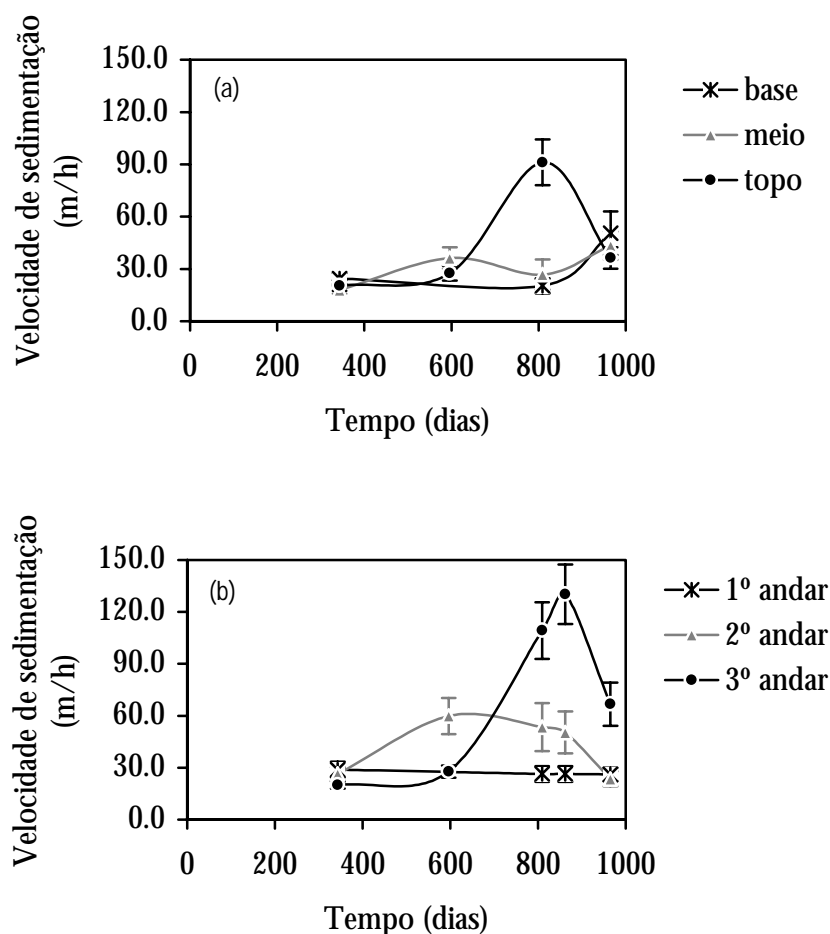 Velocidade de sedimentação
(m/h)
150.0
120.0
90.0
60.0
30.0
0.0
(a)
base
meio
topo
0 200 400 600 800 1000
Tempo (dias)
Velocidade de sedimentação
(m/h)
150.0
120.0
90.0
60.0
30.0
0.0
(b)
1º andar
2º andar
3º andar
0 200 400 600 800 1000
Tempo (dias)